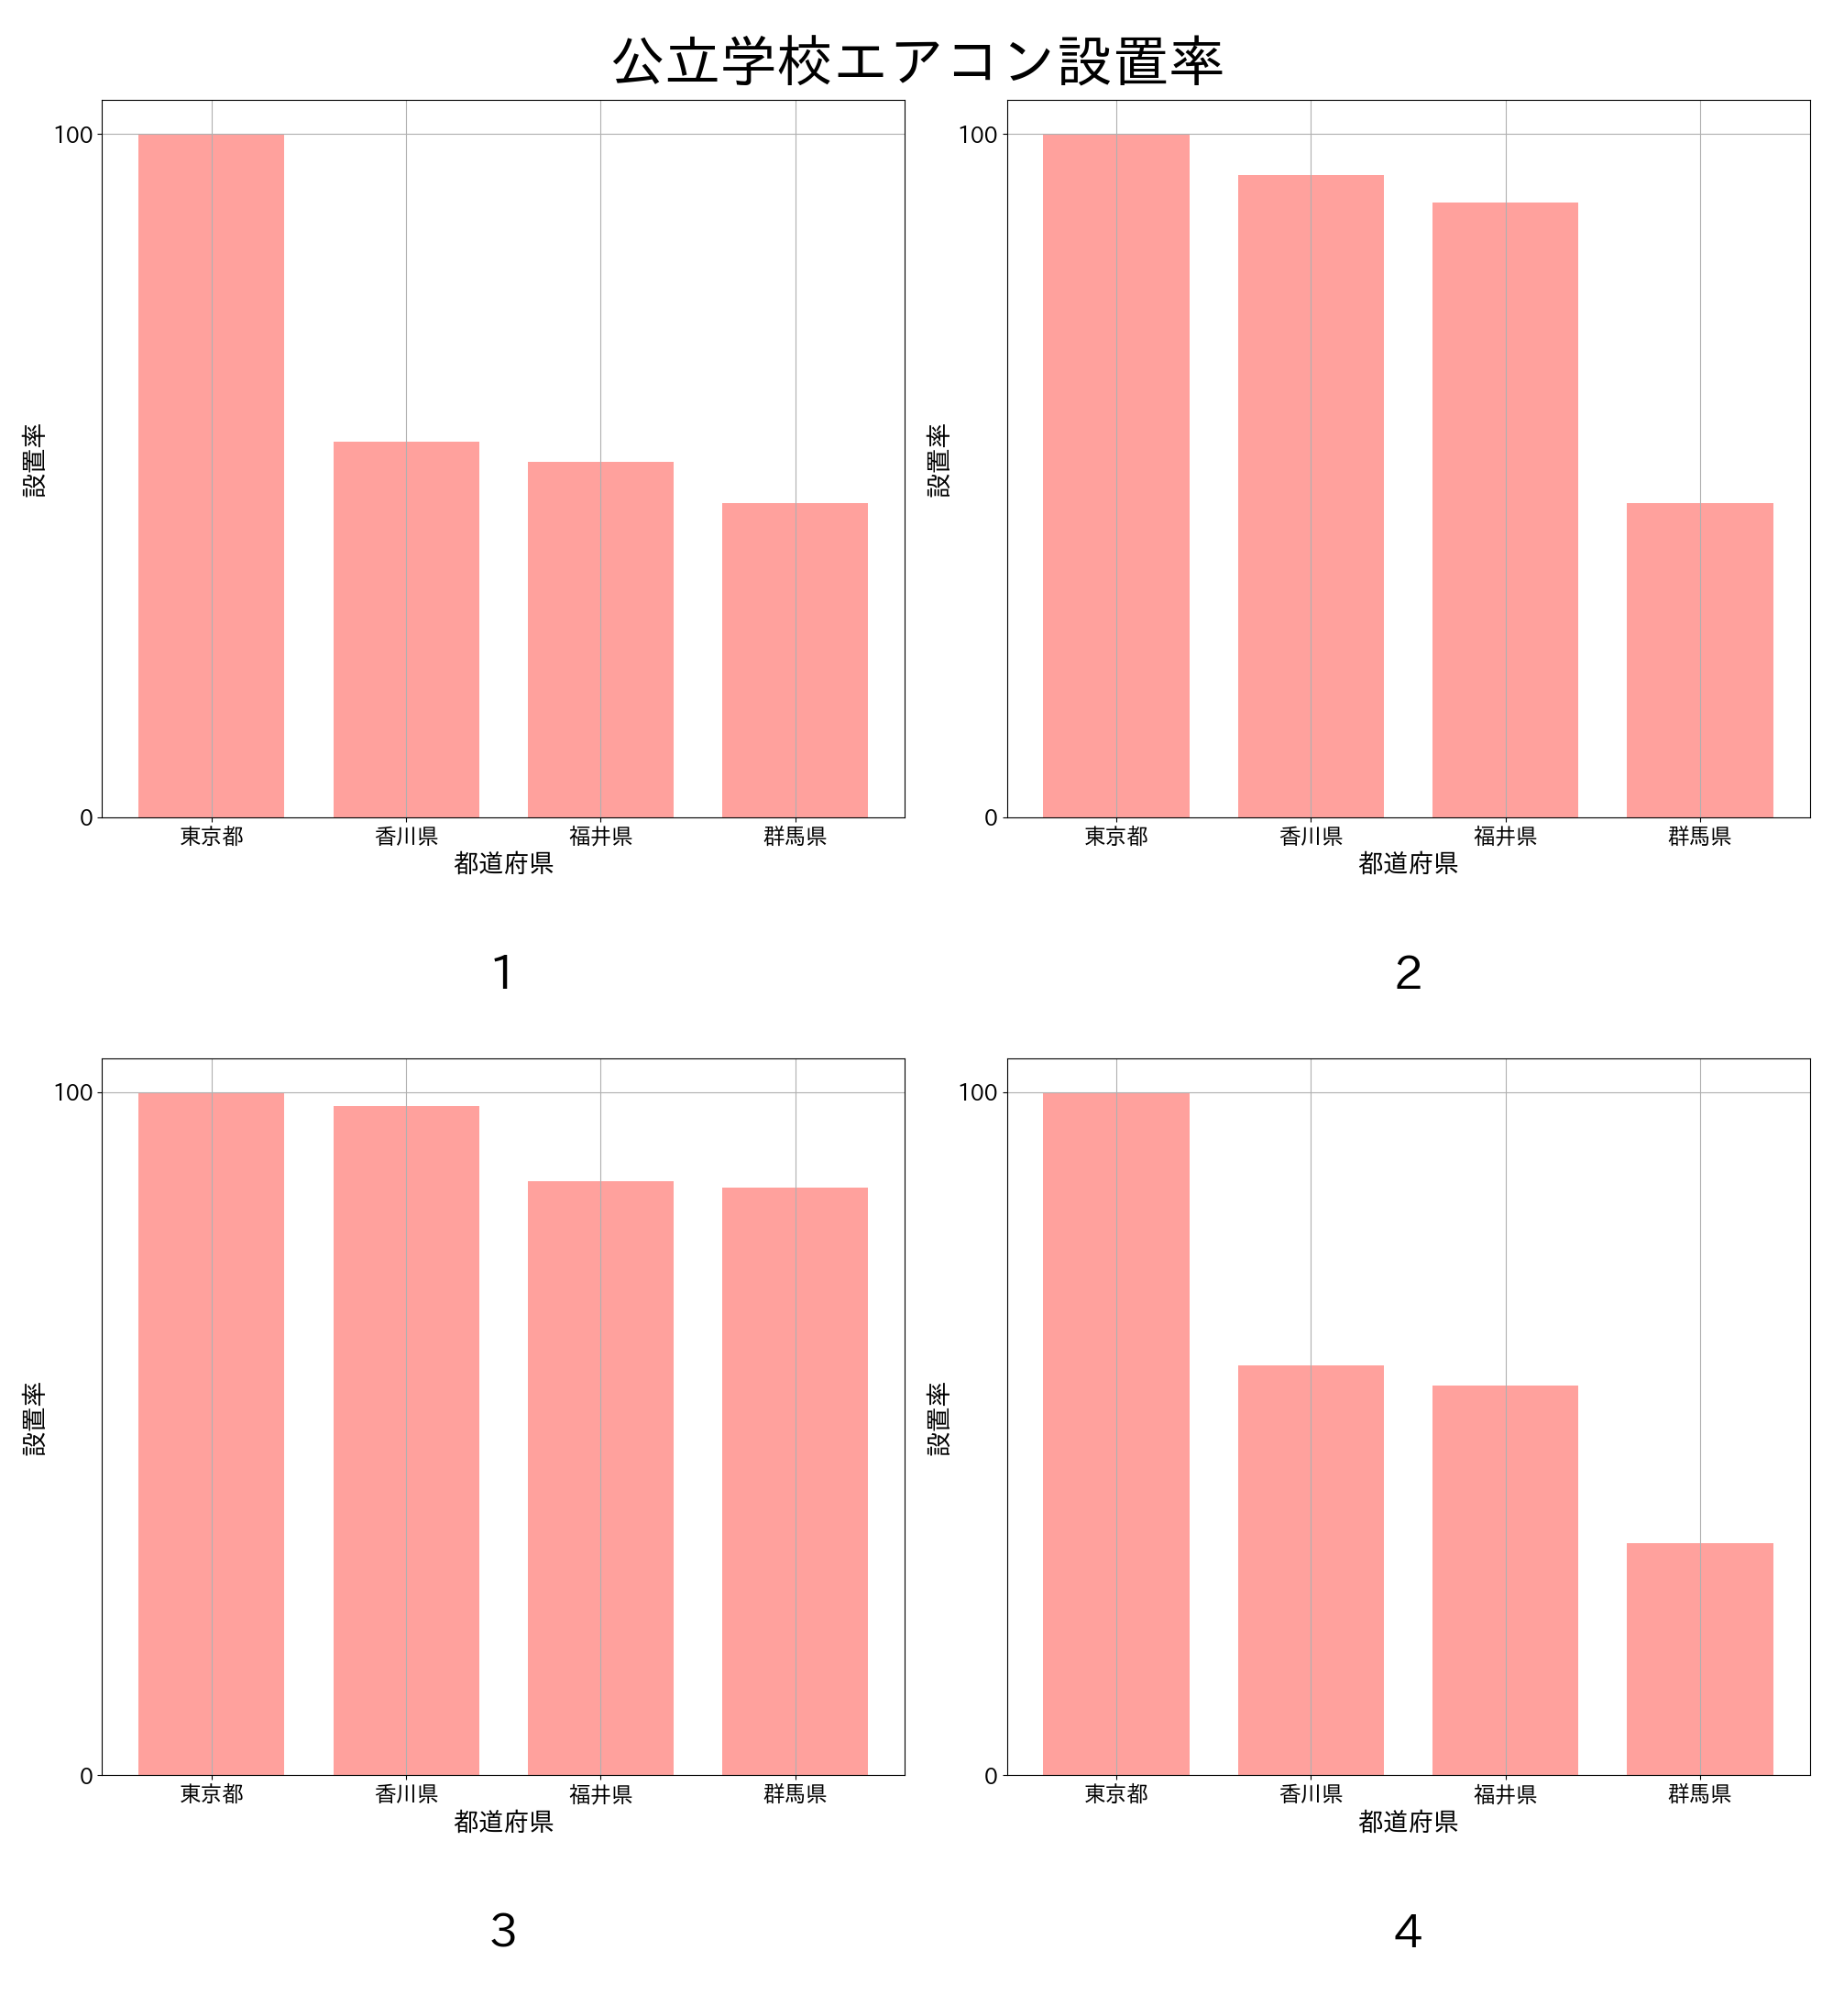 公立学校エアコン設置率
100
0
設置率
東京都 香川県 福井県 群馬県
都道府県
1
100
0
設置率
東京都 香川県 福井県 群馬県
都道府県
2
100
0
設置率
東京都 香川県 福井県 群馬県
都道府県
3
100
0
設置率
東京都 香川県 福井県 群馬県
都道府県
4